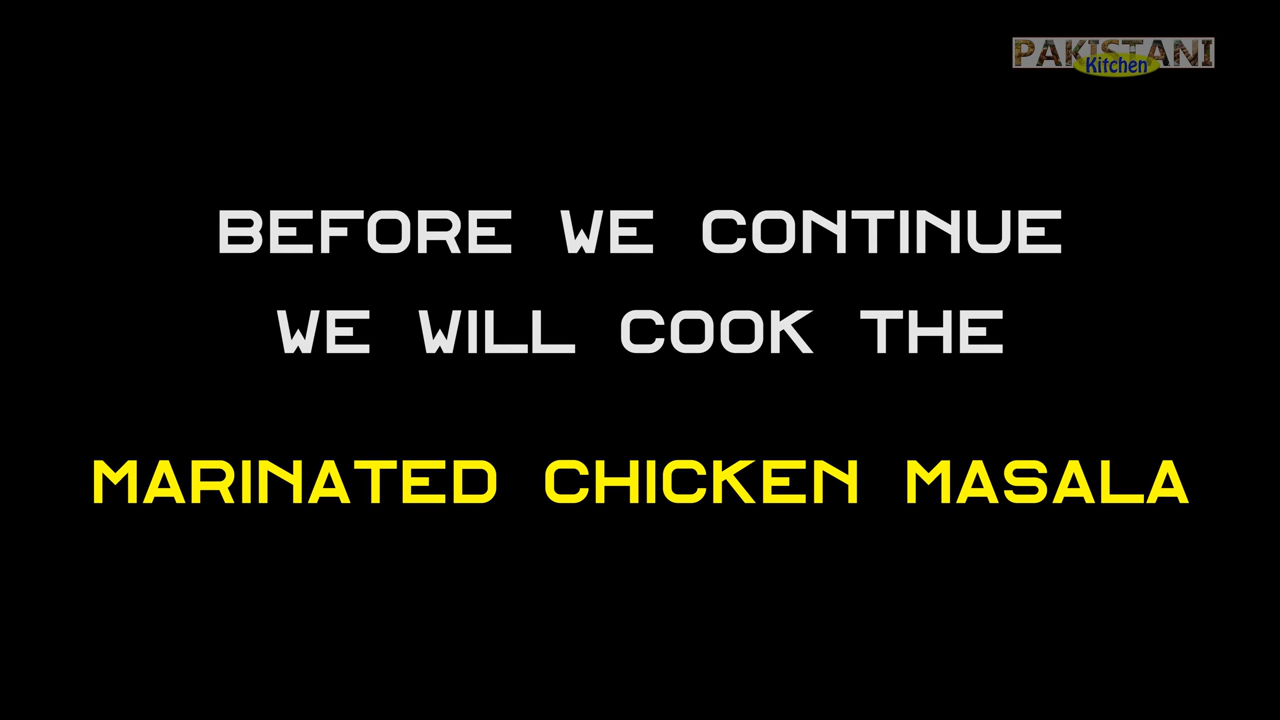 PAKISTANI
Kitchen
BEFORE WE CONTINUE
WE WILL COOK THE
MARINATED CHICKEN MASALA